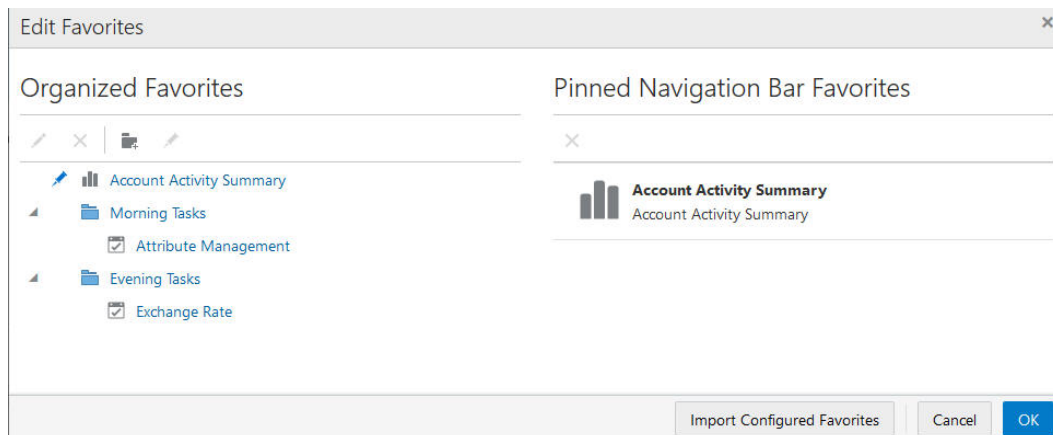 Edit Favorites
Organized Favorites
Pinned Navigation Bar Favorites
Account Activity Summary
Morning Tasks
Attribute Management
Evening Tasks
Exchange Rate
Account Activity Summary
Account Activity Summary
Import Configured Favorites
Cancel
OK